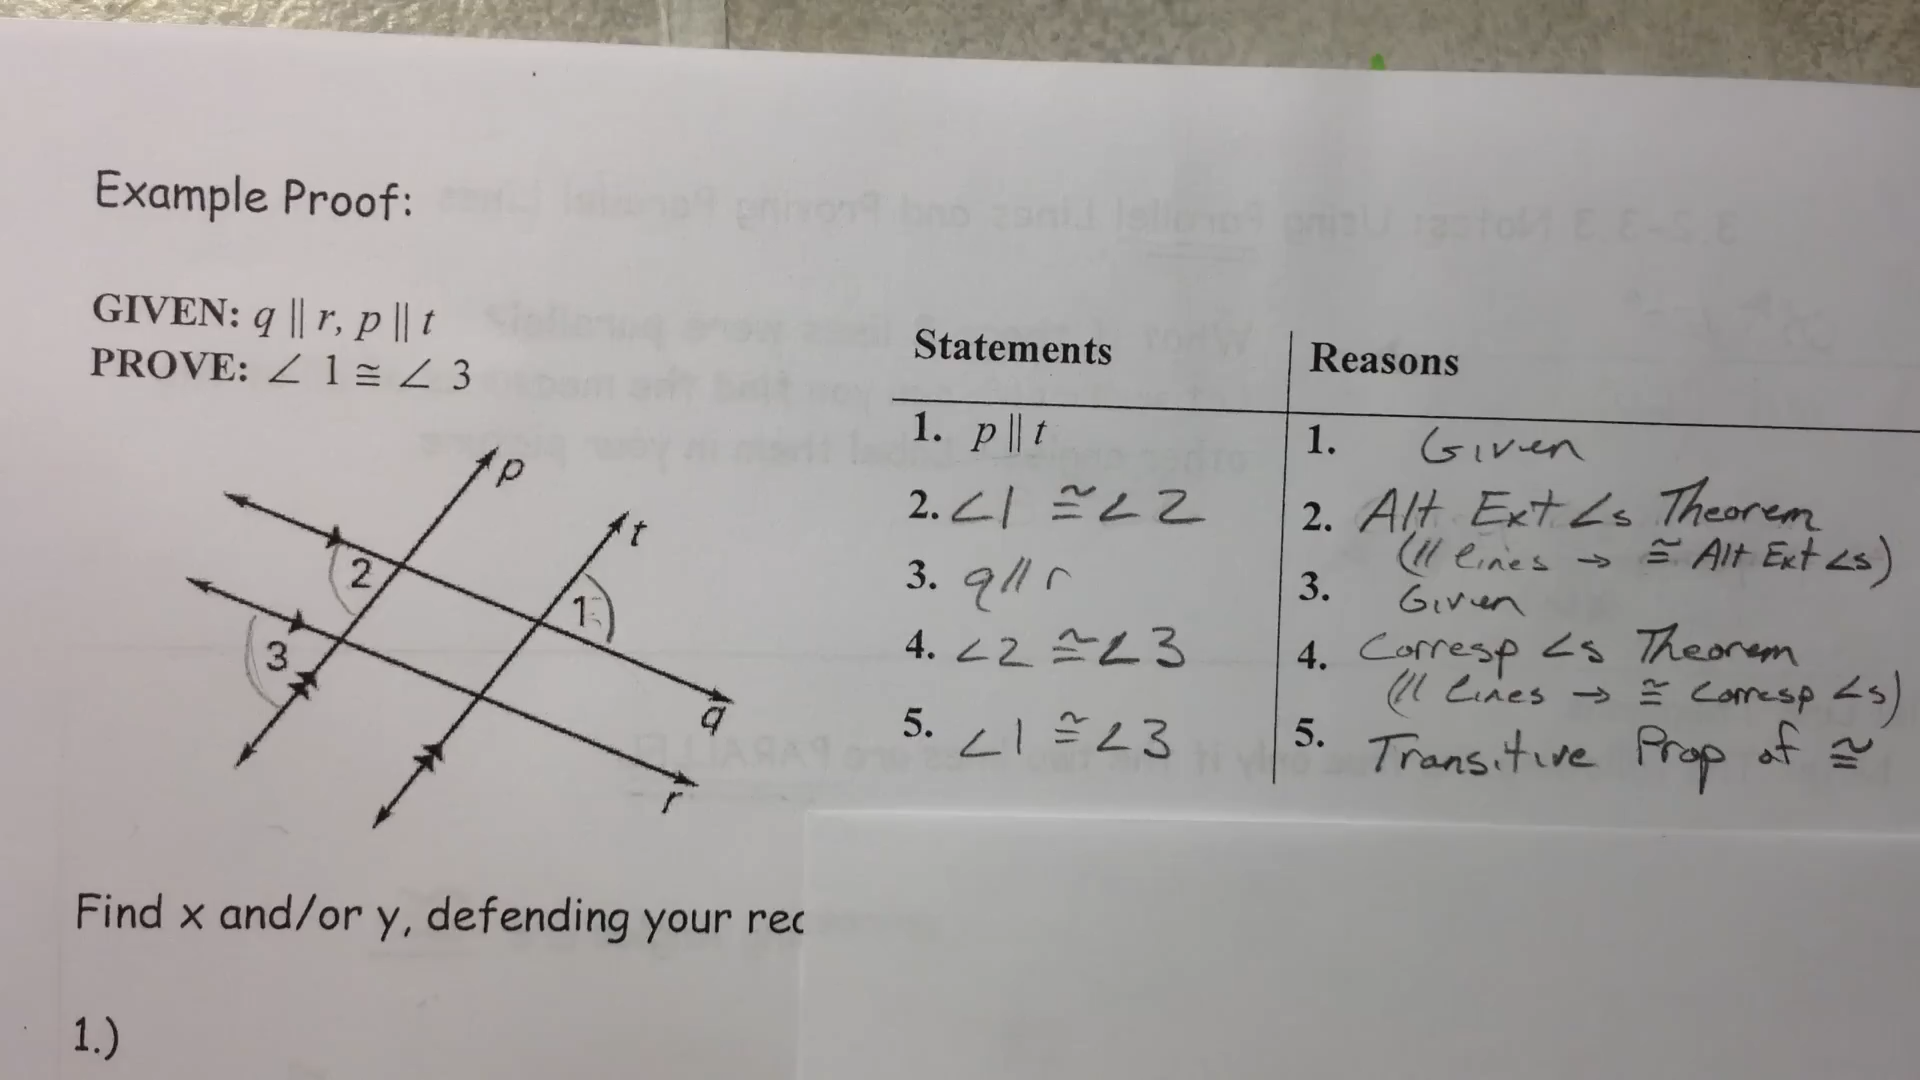 Example Proof:
GIVEN: q || r, p || t
PROVE: ∠ 1 ≅ ∠ 3
p
t
2
1
3
q
r
Statements
Reasons
1. p || t
1. Given
2. ∠1 ≅ ∠2
2. Alt Ext ∠s Theorem
(// lines → ≅ Alt Ext ∠s)
3. q // r
3. Given
4. ∠2 ≅ ∠3
4. Corresp ∠s Theorem
(// lines → ≅ corresp ∠s)
5. ∠1 ≅ ∠3
5. Transitive Prop of ≅
Find x and/or y, defending your
1.)